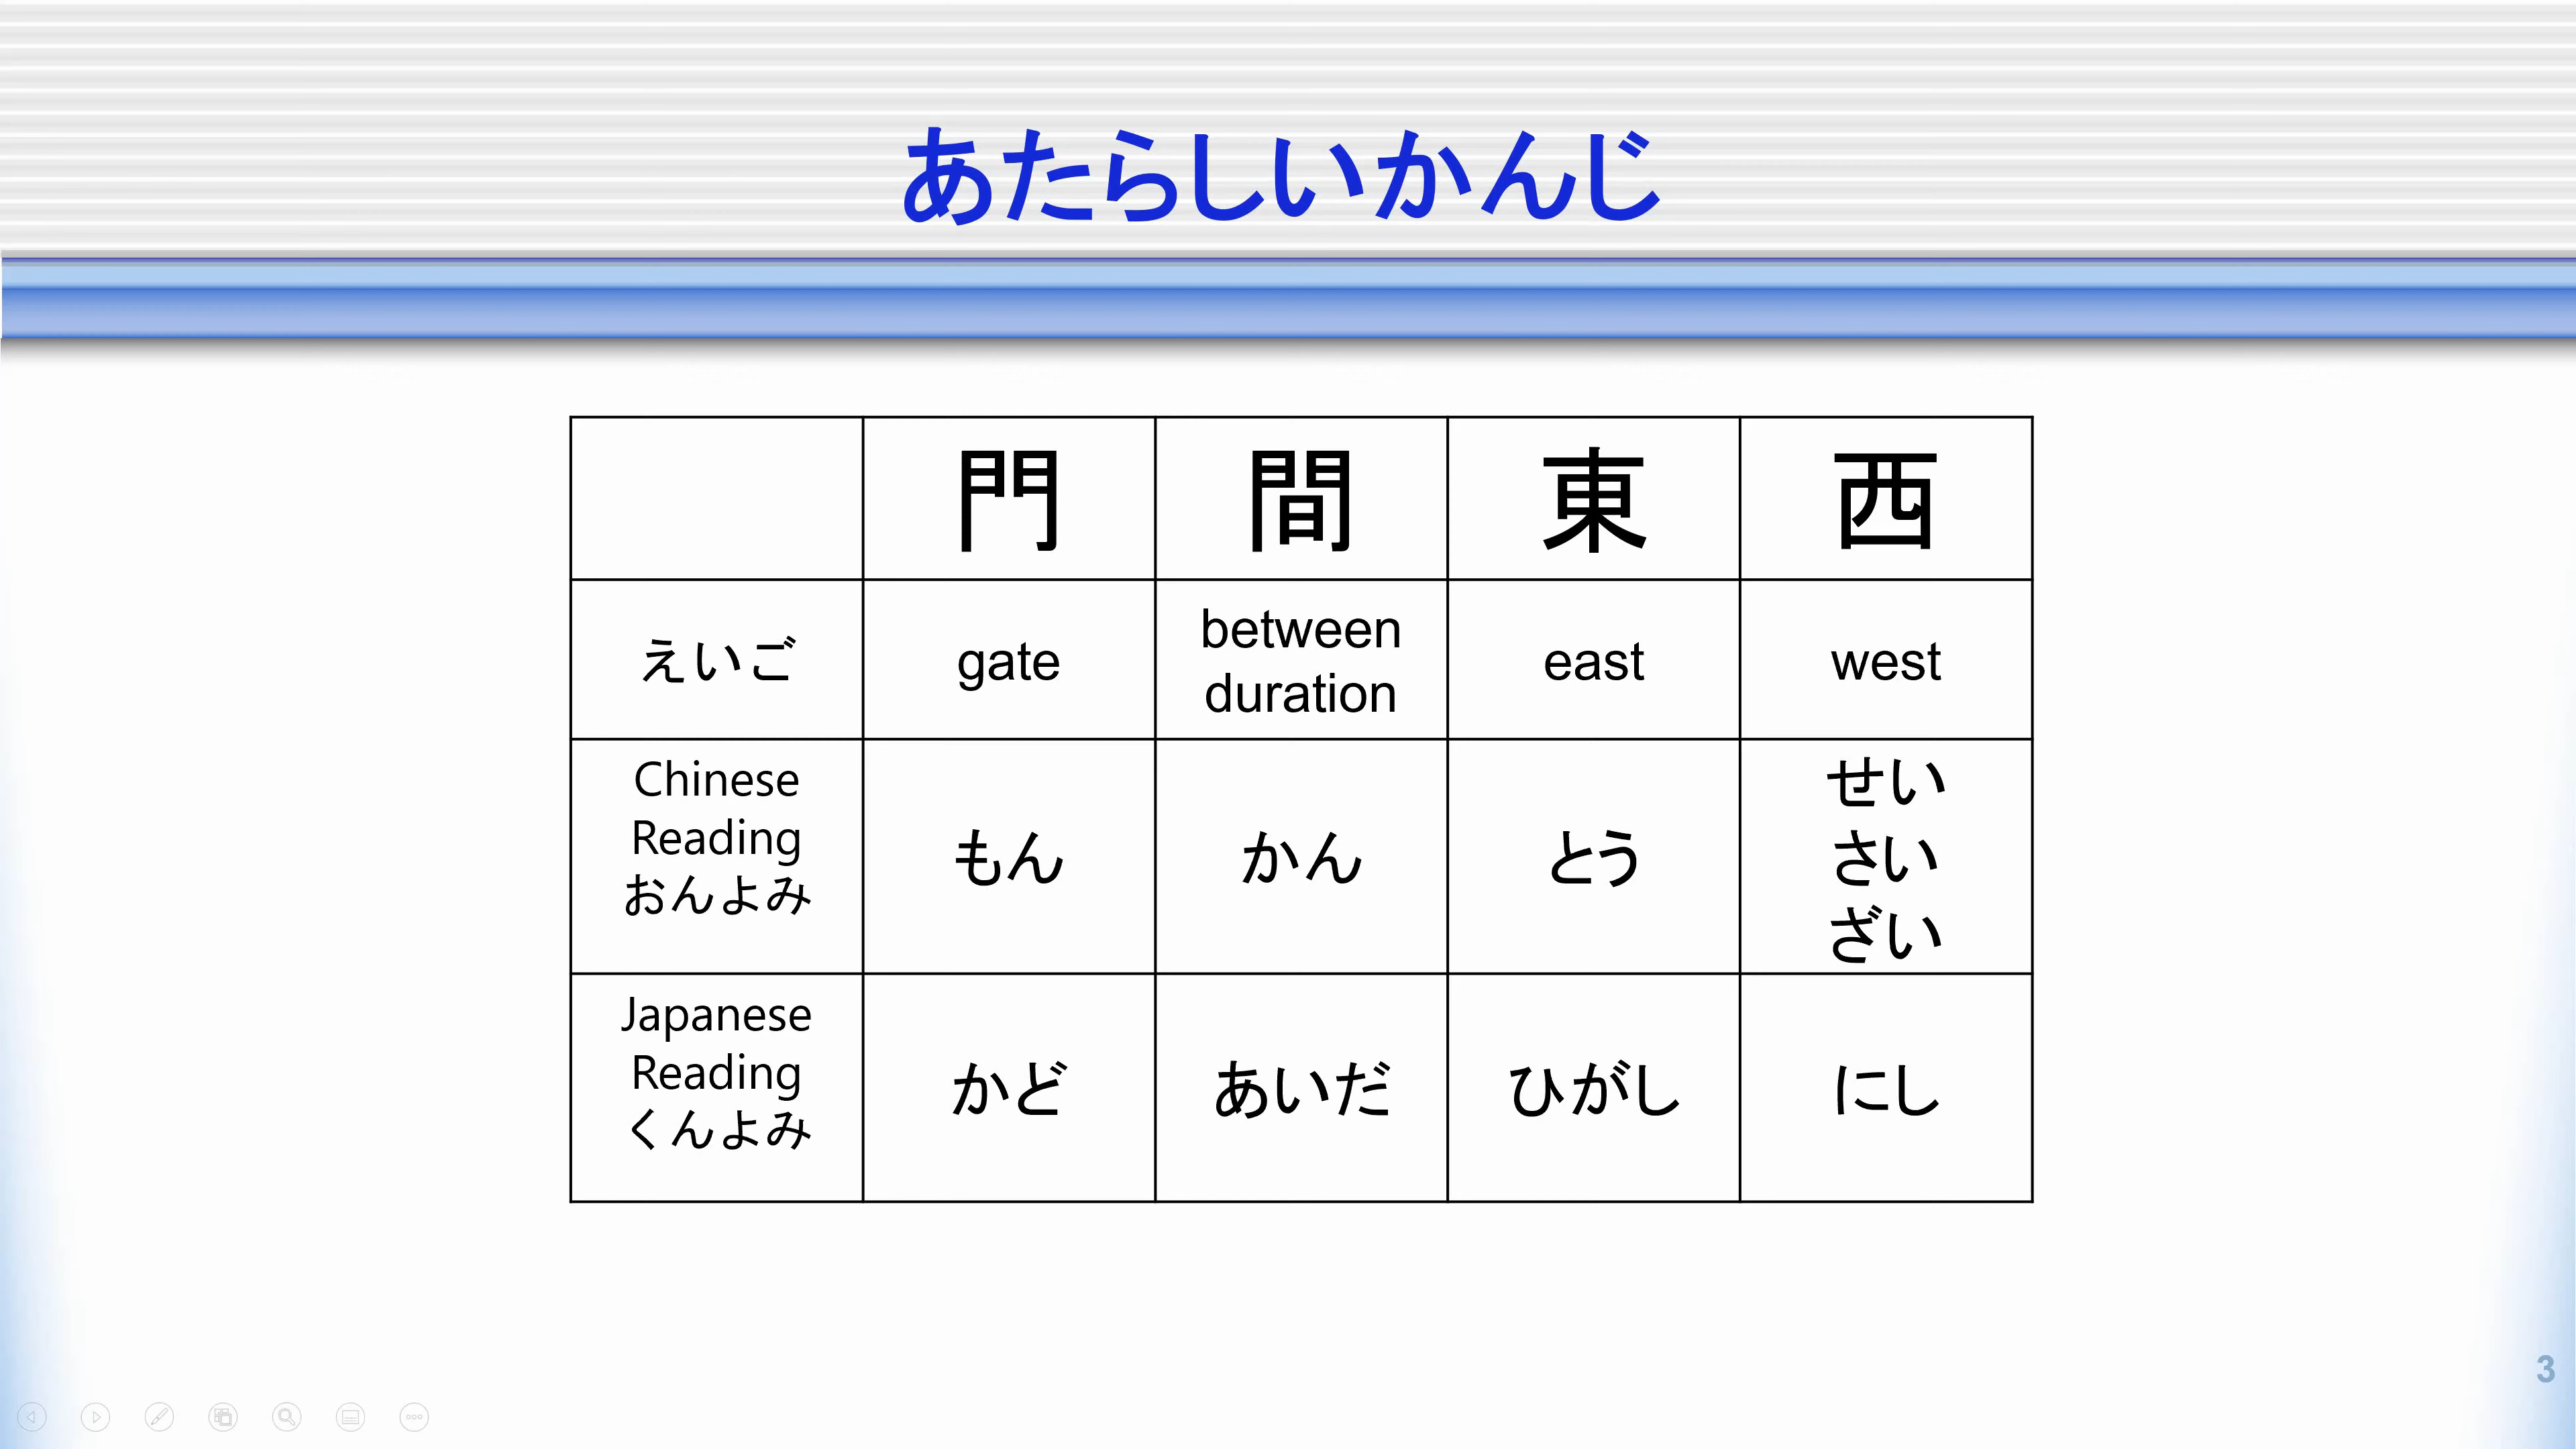 あたらしいかんじ
門 間 東 西
えいご gate between duration east west
Chinese Reading おんよみ もん かん とう せい さい ざい
Japanese Reading くんよみ かど あいだ ひがし にし
3